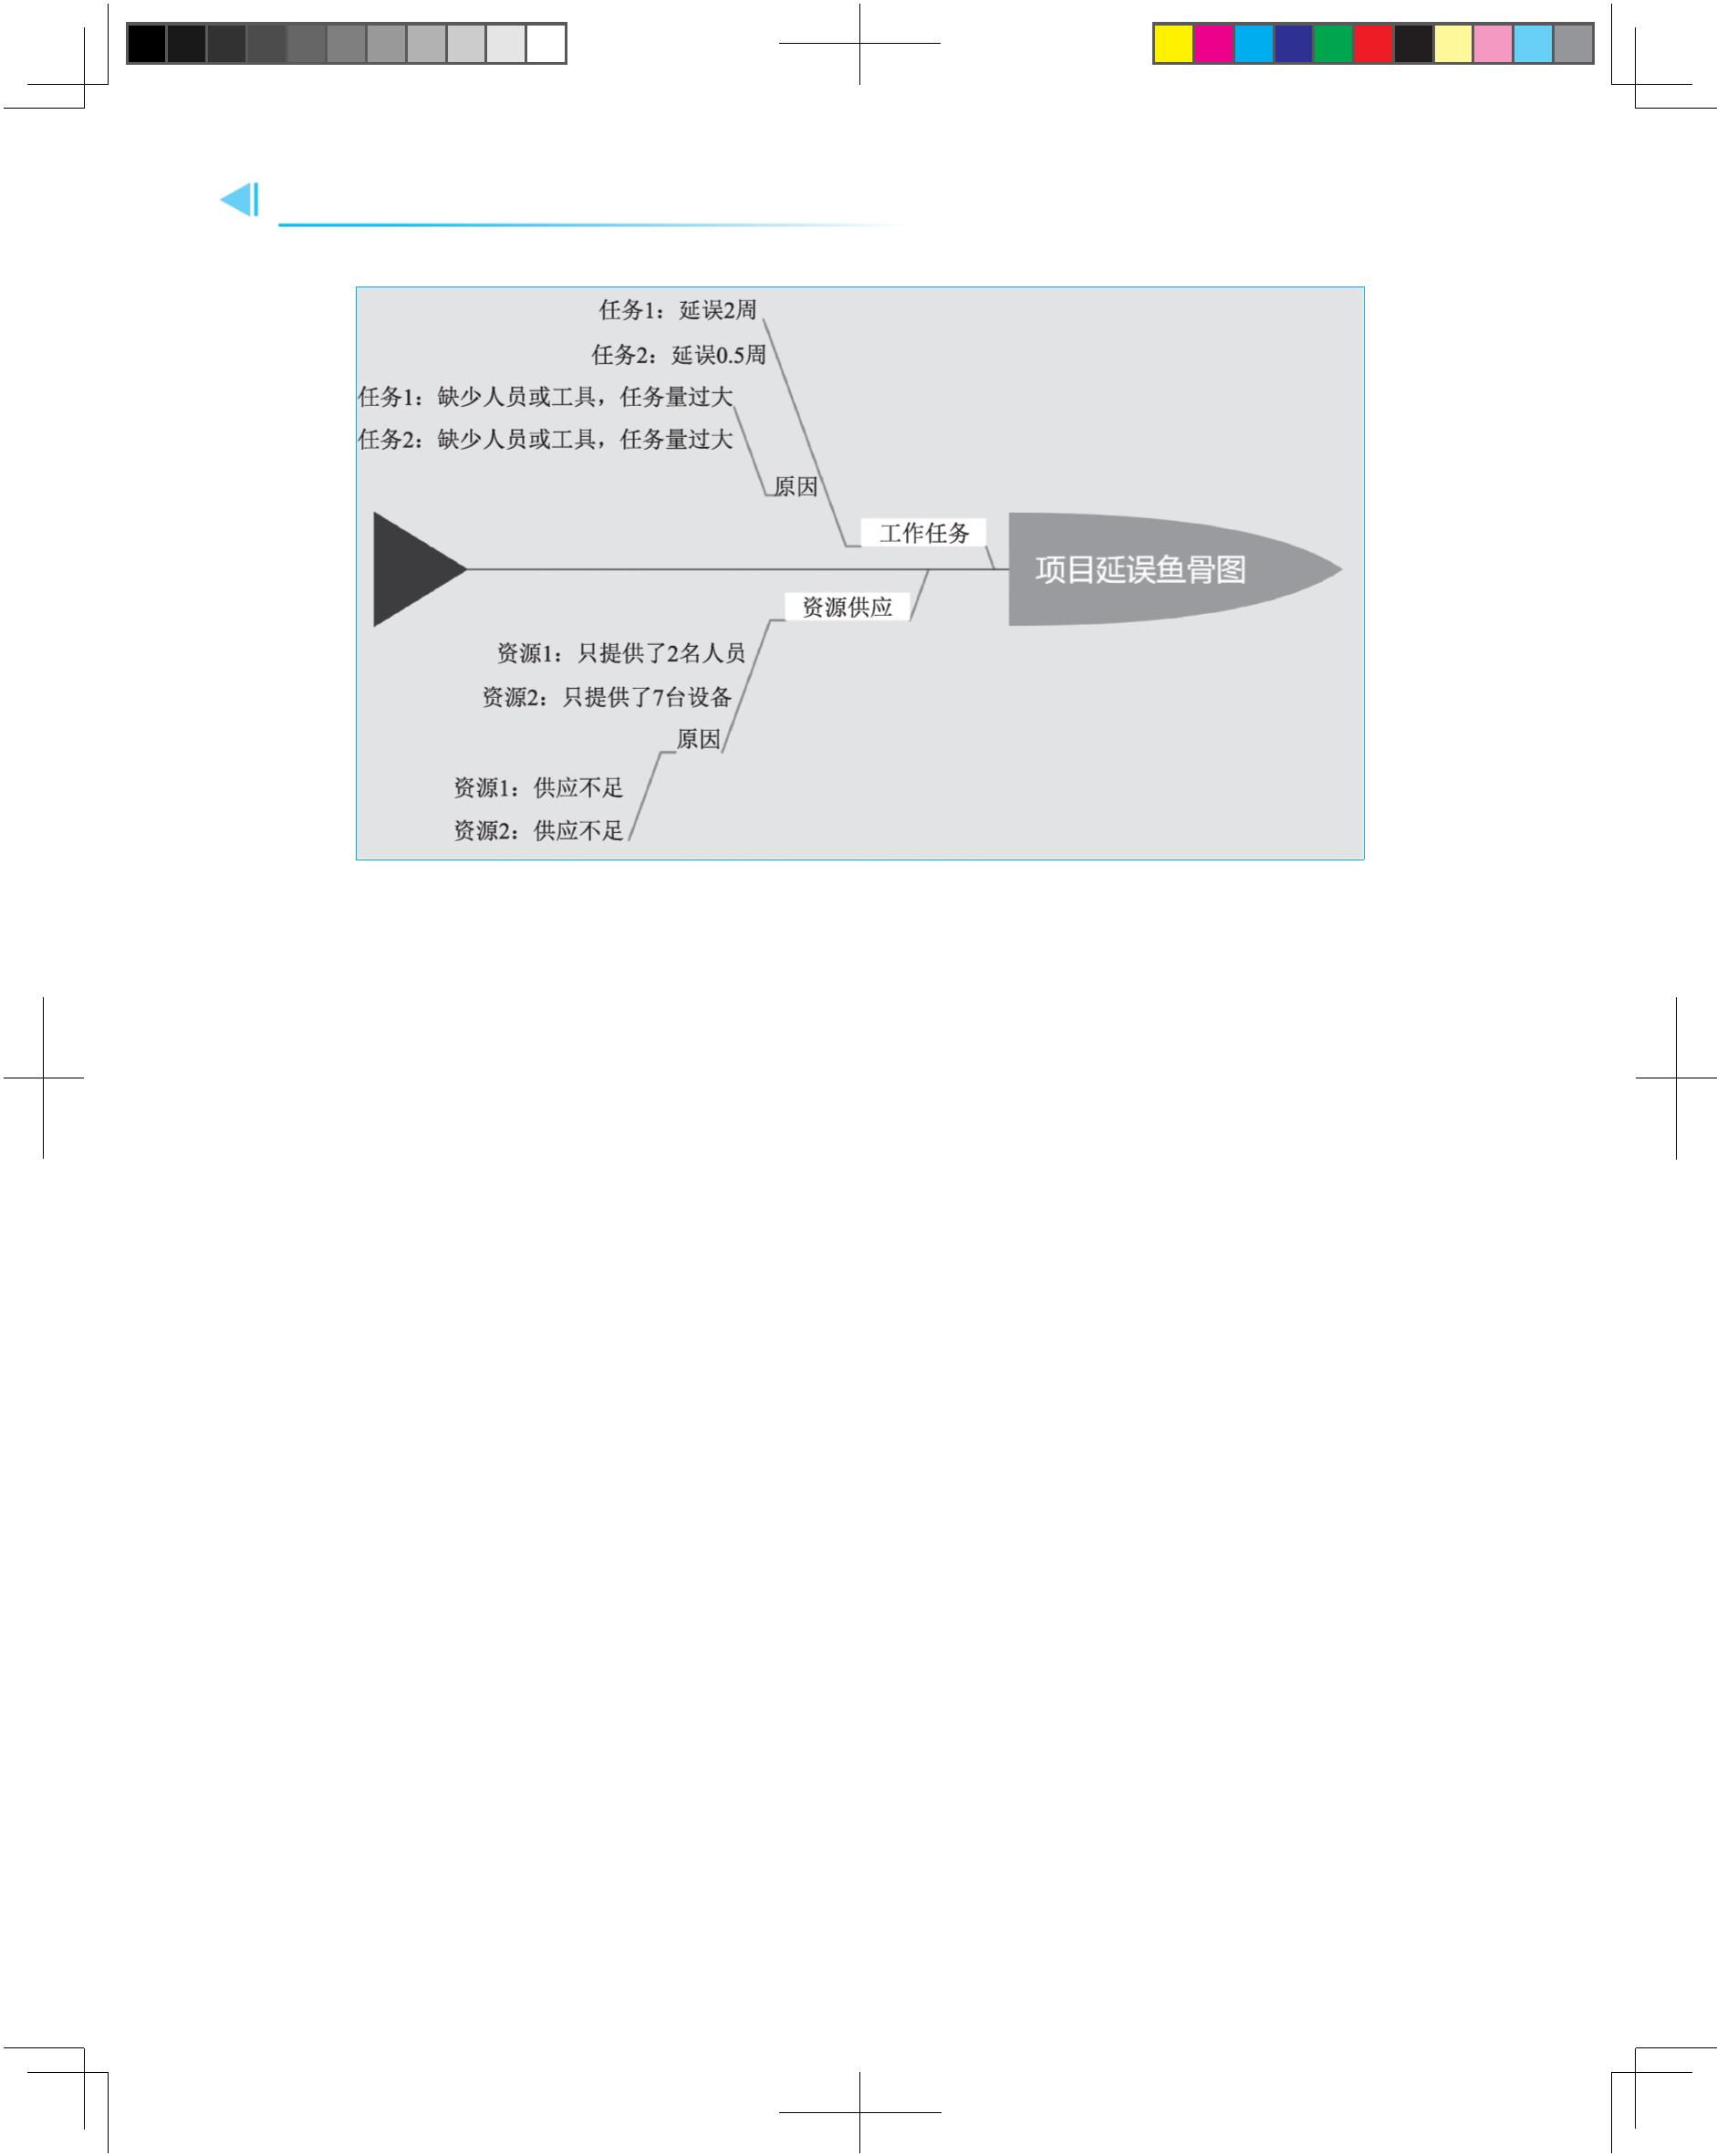 任务1：延误2周
任务2：延误0.5周
任务1：缺少人员或工具，任务量过大
任务2：缺少人员或工具，任务量过大
原因
工作任务
项目延误鱼骨图
资源供应
资源1：只提供了2名人员
资源2：只提供了7台设备
原因
资源1：供应不足
资源2：供应不足